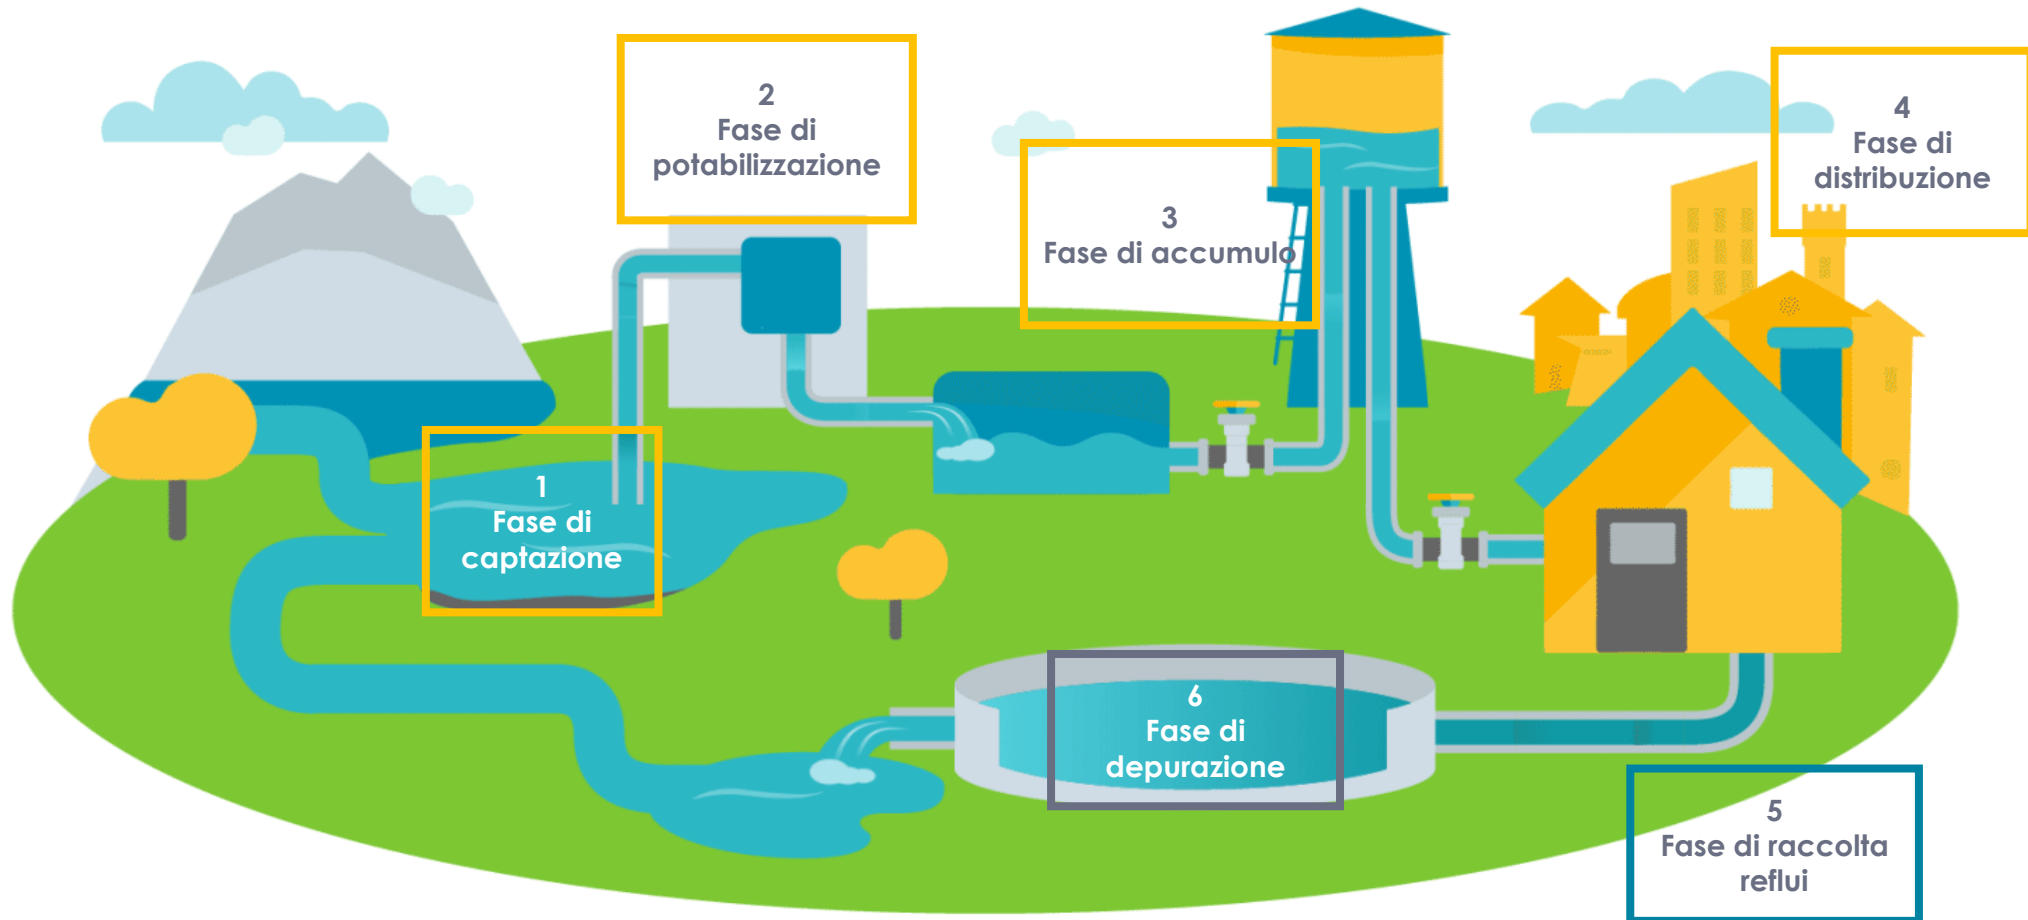 1
Fase di
captazione
2
Fase di
potabilizzazione
3
Fase di accumulo
4
Fase di
distribuzione
5
Fase di raccolta
reflui
6
Fase di
depurazione